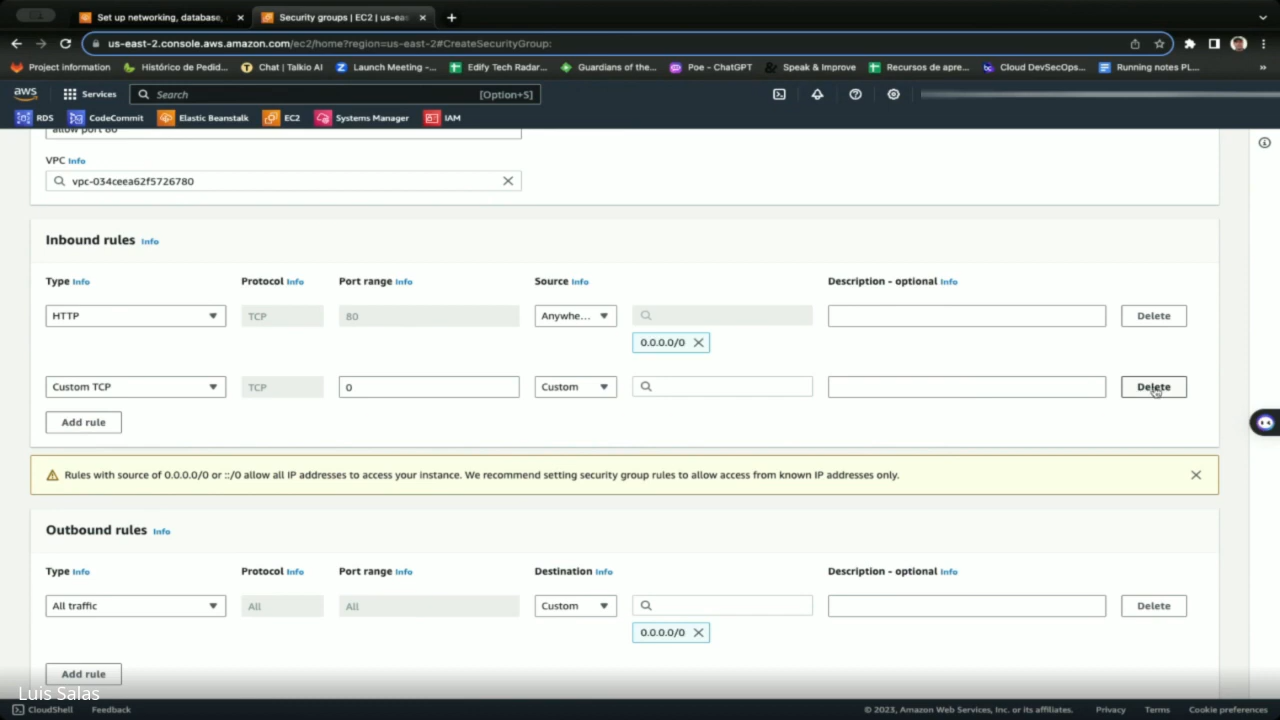 Set up networking, database,
Security groups | EC2 | us-eas
us-east-2.console.aws.amazon.com/ec2/home?region=us-east-2#CreateSecurityGroup:
Project information
Histórico de Pedid...
Chat | Talkio AI
Launch Meeting -...
Edify Tech Radar...
Guardians of the...
Poe - ChatGPT
Speak & Improve
Recursos de apre...
Cloud DevSecOps...
Running notes PL...
»
aws Services Search [Option+S]
RDS CodeCommit Elastic Beanstalk EC2 Systems Manager IAM
allow port 80
VPC Info
vpc-034ceea62f5726780
Inbound rules Info
Type Info Protocol Info Port range Info Source Info Description - optional Info
HTTP TCP 80 Anywhe... Delete
0.0.0.0/0
Custom TCP TCP 0 Custom Delete
Add rule
Rules with source of 0.0.0.0/0 or ::/0 allow all IP addresses to access your instance. We recommend setting security group rules to allow access from known IP addresses only.
Outbound rules Info
Type Info Protocol Info Port range Info Destination Info Description - optional Info
All traffic All All Custom Delete
0.0.0.0/0
Add rule
Luis Salas
CloudShell Feedback © 2023, Amazon Web Services, Inc. or its affiliates. Privacy Terms Cookie preferences